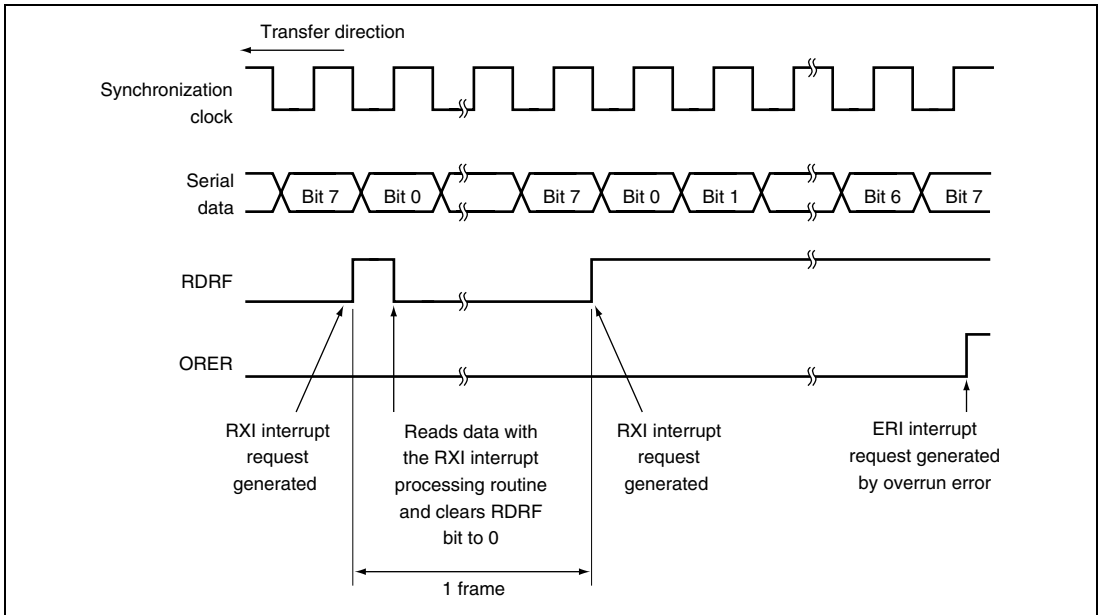 Transfer direction
Synchronization
clock
Serial
data
Bit 7
Bit 0
Bit 7
Bit 0
Bit 1
Bit 6
Bit 7
RDRF
ORER
RXI interrupt
request
generated
Reads data with
the RXI interrupt
processing routine
and clears RDRF
bit to 0
RXI interrupt
request
generated
ERI interrupt
request generated
by overrun error
1 frame